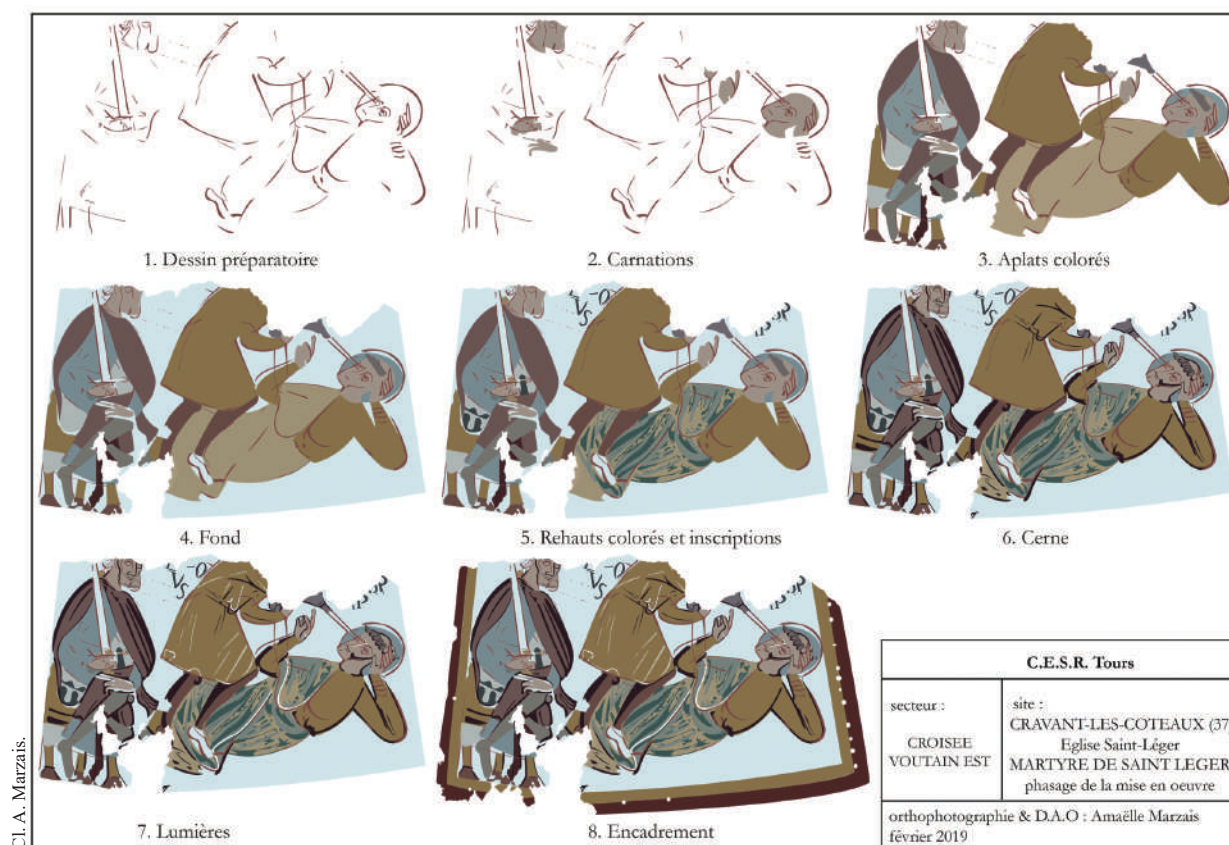 1. Dessin préparatoire
2. Carnations
3. Aplats colorés
4. Fond
5. Rehauts colorés et inscriptions
6. Cerne
7. Lumières
8. Encadrement
C.E.S.R. Tours
secteur :
CROISEE
VOUTAIN EST
site :
CRAVANT-LES-COTEAUX (37
Eglise Saint-Léger
MARTYRE DE SAINT LEGER
phasage de la mise en oeuvre
orthophotographie & D.A.O : Amaëlle Marzais
février 2019
Cl. A. Marzais.